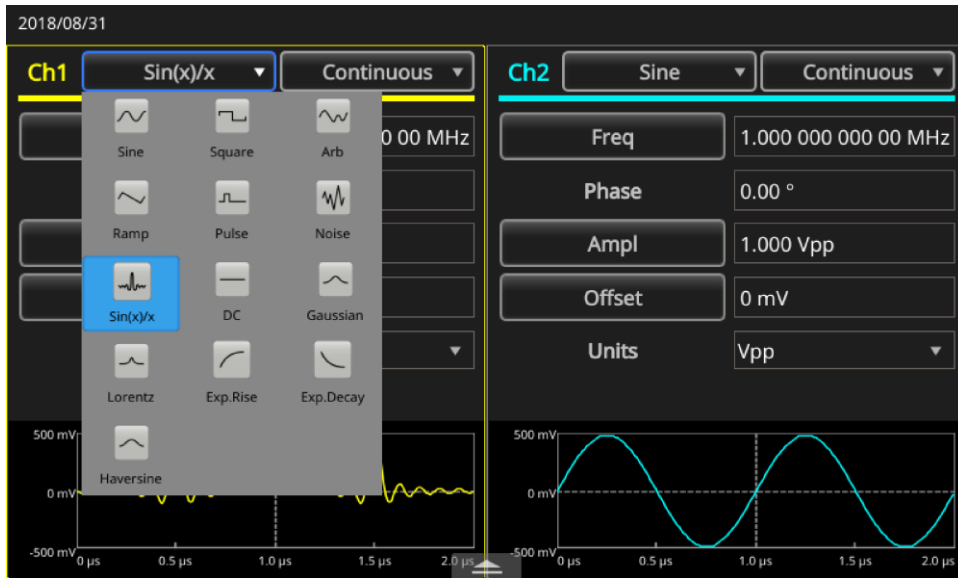 2018/08/31
Ch1 Sin(x)/x Continuous
Ch2 Sine Continuous
Sine Square Arb
Ramp Pulse Noise
Sin(x)/x DC Gaussian
Lorentz Exp.Rise Exp.Decay
Haversine
0 00 MHz
Freq 1.000 000 000 00 MHz
Phase 0.00 °
Ampl 1.000 Vpp
Offset 0 mV
Units Vpp
500 mV
0 mV
-500 mV
0 µs 0.5 µs 1.0 µs 1.5 µs 2.0 µs
500 mV
0 mV
-500 mV
0 µs 0.5 µs 1.0 µs 1.5 µs 2.0 µs